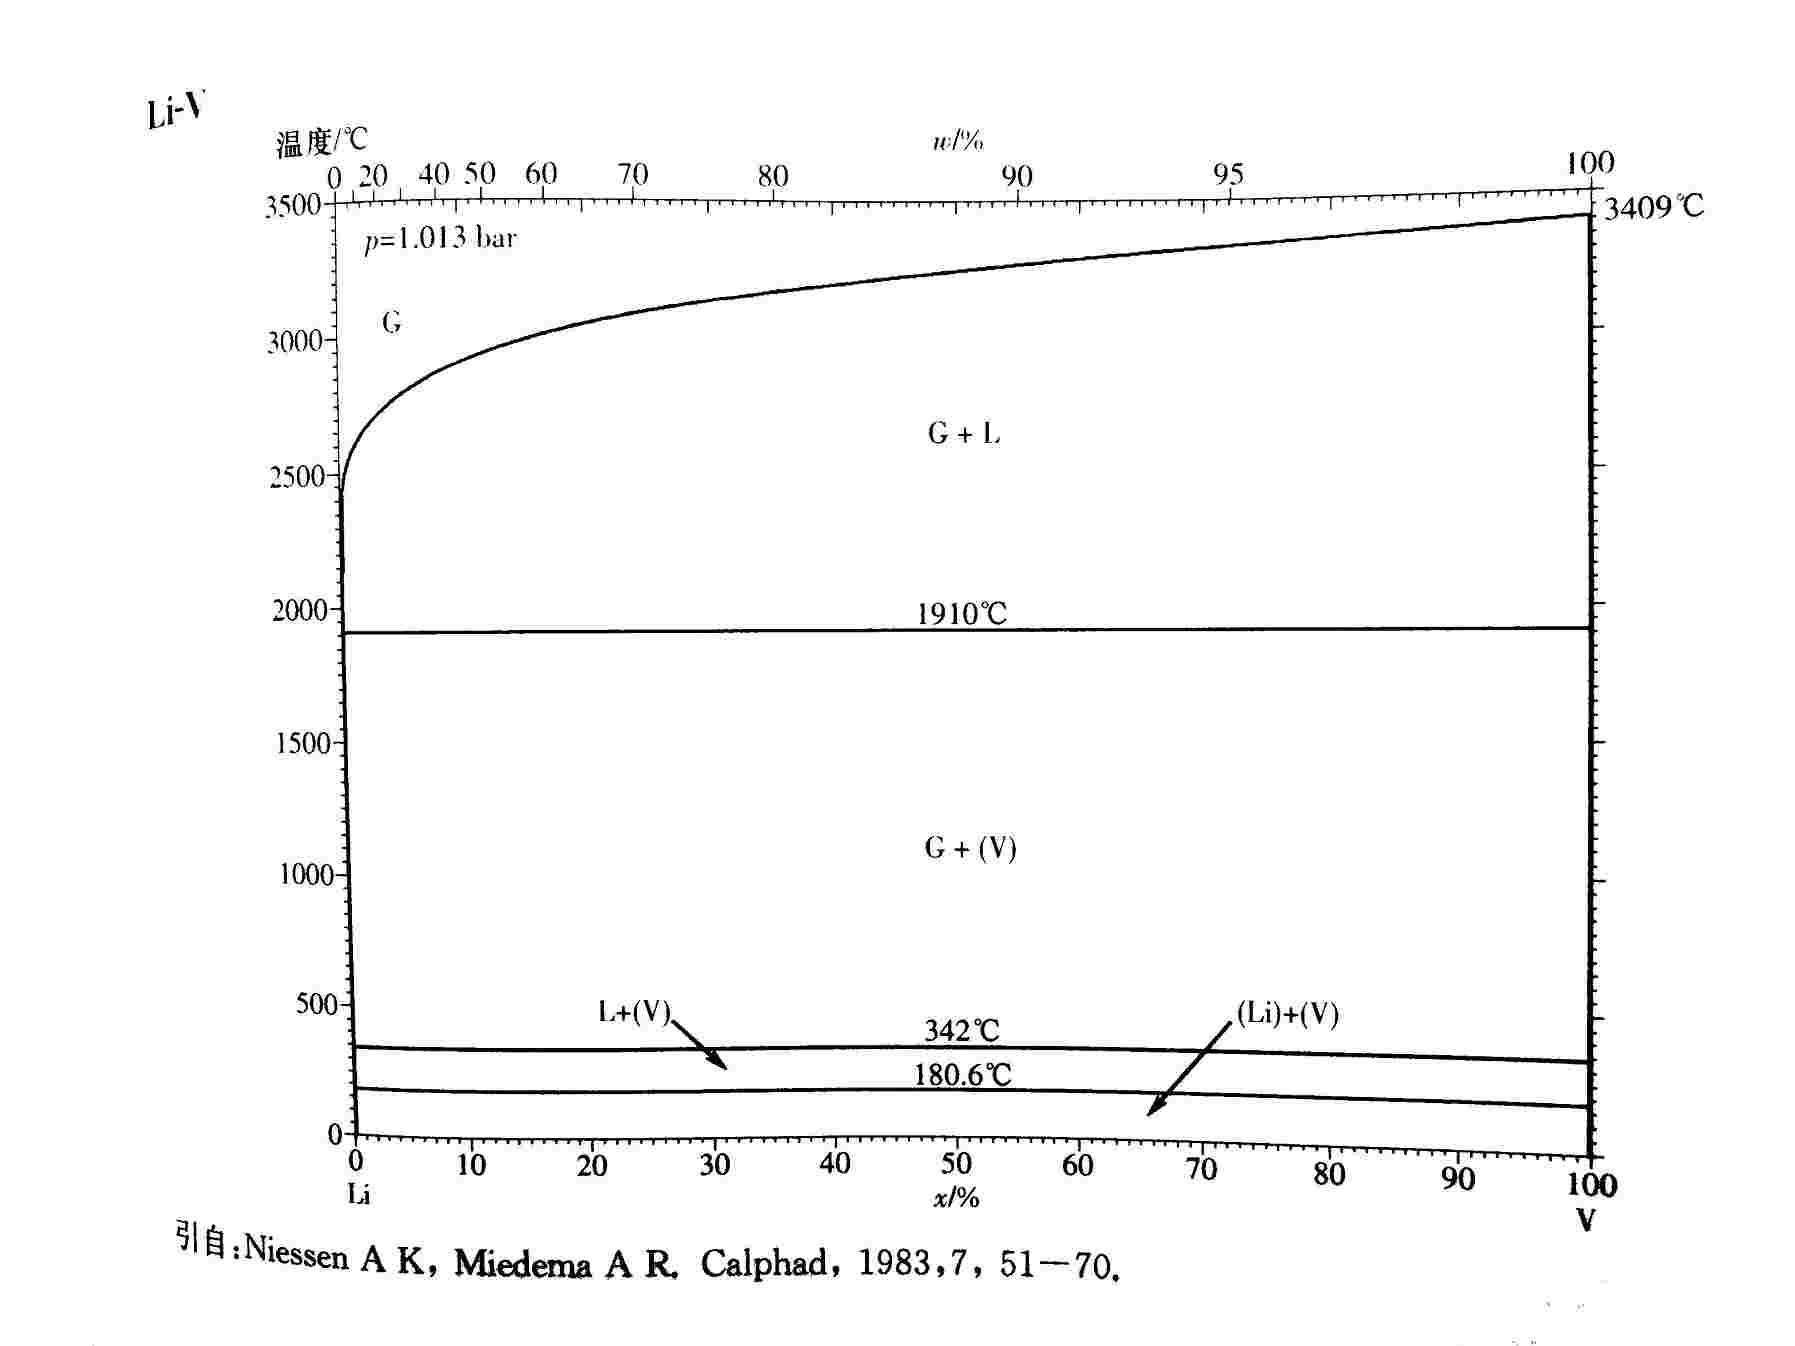 Li-V
温度/℃
w/%
0 20 40 50 60 70 80 90 95 100
3500
3409℃
p=1.013 bar
G
3000
G + L
2500
2000
1910℃
1500
G + (V)
1000
500
L+(V)
(Li)+(V)
342℃
180.6℃
0
0 10 20 30 40 50 60 70 80 90 100
Li
x/%
V
引自:Niessen A K, Miedema A R. Calphad, 1983,7, 51—70.